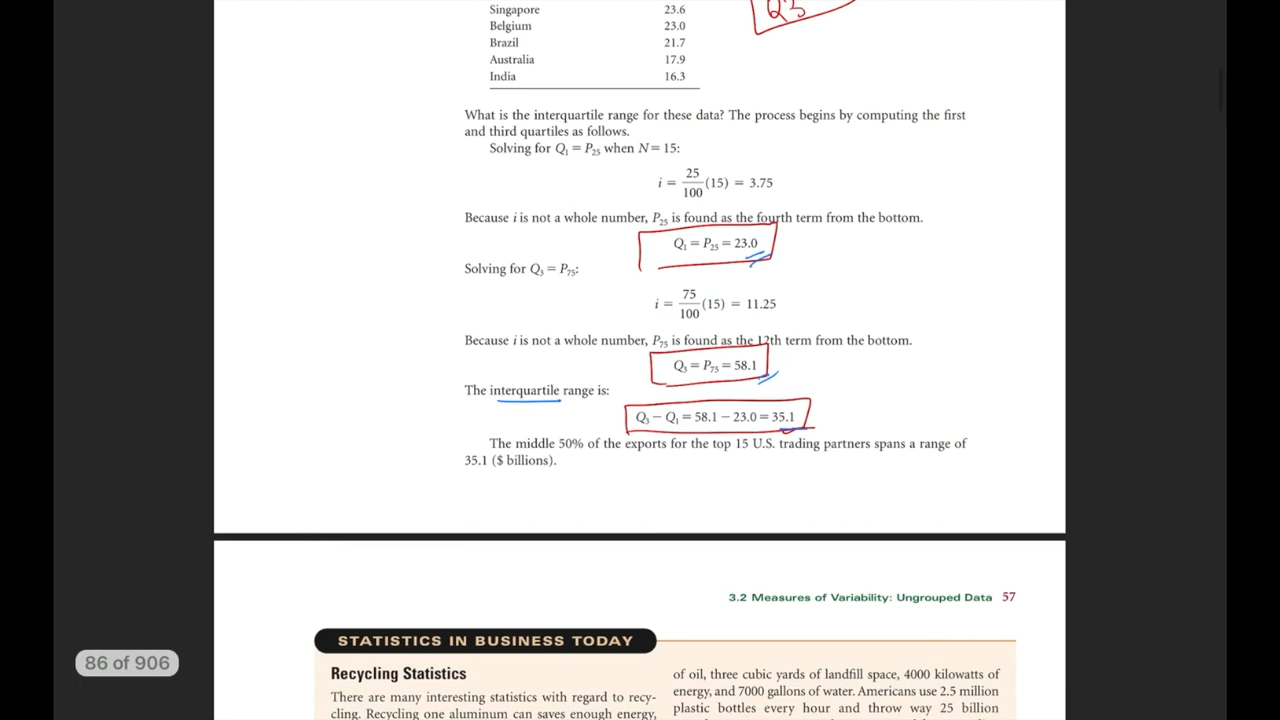 Singapore 23.6
Q3
Belgium 23.0
Brazil 21.7
Australia 17.9
India 16.3
What is the interquartile range for these data? The process begins by computing the first
and third quartiles as follows.
Solving for Q₁ = P₂₅ when N = 15:
i = 25/100 (15) = 3.75
Because i is not a whole number, P₂₅ is found as the fourth term from the bottom.
Q₁ = P₂₅ = 23.0
Solving for Q₃ = P₇₅:
i = 75/100 (15) = 11.25
Because i is not a whole number, P₇₅ is found as the 12th term from the bottom.
Q₃ = P₇₅ = 58.1
The interquartile range is:
Q₃ − Q₁ = 58.1 − 23.0 = 35.1
The middle 50% of the exports for the top 15 U.S. trading partners spans a range of
35.1 ($ billions).
3.2 Measures of Variability: Ungrouped Data 57
STATISTICS IN BUSINESS TODAY
Recycling Statistics
There are many interesting statistics with regard to recy-
cling. Recycling one aluminum can saves enough energy,
of oil, three cubic yards of landfill space, 4000 kilowatts of
energy, and 7000 gallons of water. Americans use 2.5 million
plastic bottles every hour and throw way 25 billion
86 of 906